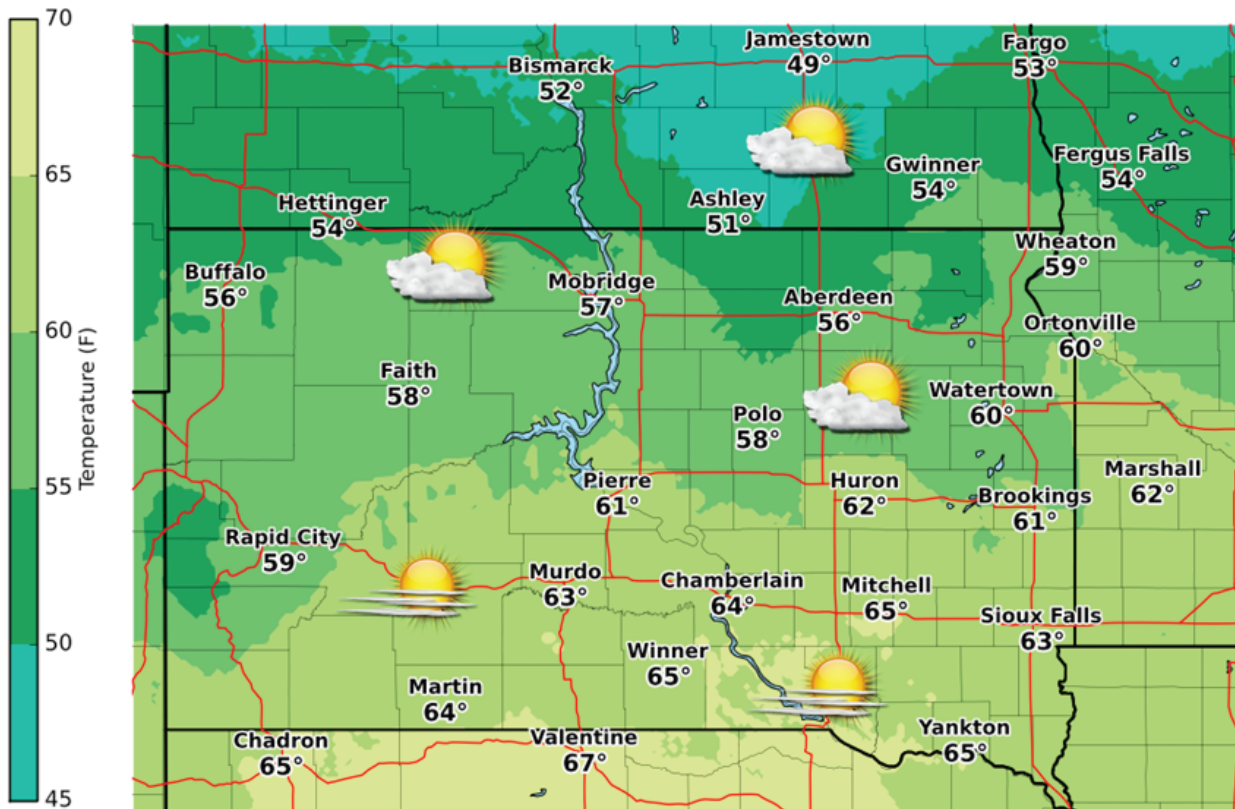 70
65
60
55
50
45
Temperature (F)
Jamestown
49°
Fargo
53°
Bismarck
52°
Gwinner
54°
Fergus Falls
54°
Hettinger
54°
Ashley
51°
Buffalo
56°
Wheaton
59°
Mobridge
57°
Aberdeen
56°
Ortonville
60°
Faith
58°
Polo
58°
Watertown
60°
Pierre
61°
Huron
62°
Brookings
61°
Marshall
62°
Rapid City
59°
Murdo
63°
Chamberlain
64°
Mitchell
65°
Sioux Falls
63°
Winner
65°
Martin
64°
Chadron
65°
Valentine
67°
Yankton
65°